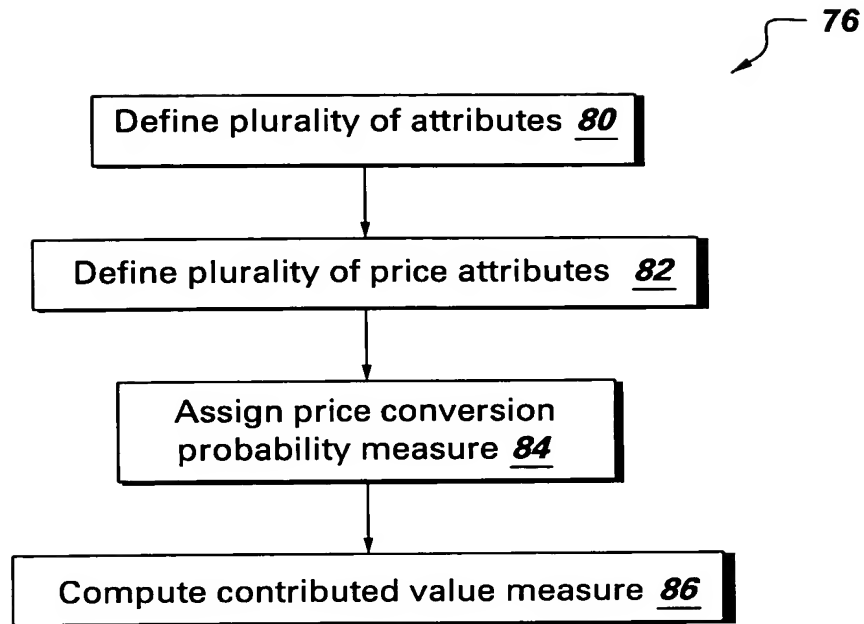 76
Define plurality of attributes 80
Define plurality of price attributes 82
Assign price conversion
probability measure 84
Compute contributed value measure 86